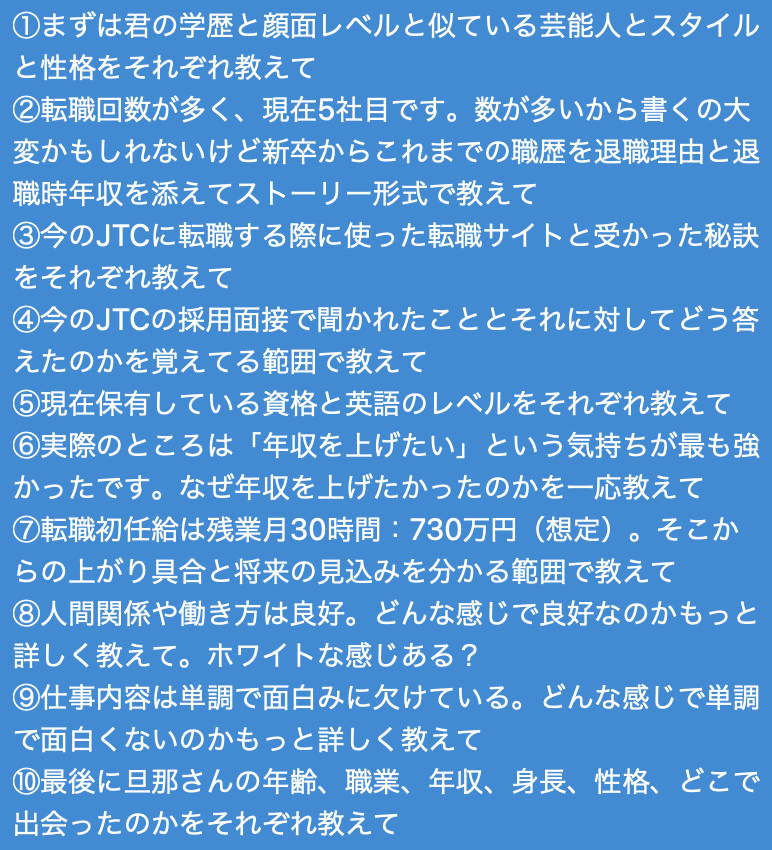 ①まずは君の学歴と顔面レベルと似ている芸能人とスタイル
と性格をそれぞれ教えて
②転職回数が多く、現在5社目です。数が多いから書くの大
変かもしれないけど新卒からこれまでの職歴を退職理由と退
職時年収を添えてストーリー形式で教えて
③今のJTCに転職する際に使った転職サイトと受かった秘訣
をそれぞれ教えて
④今のJTCの採用面接で聞かれたこととそれに対してどう答
えたのかを覚えてる範囲で教えて
⑤現在保有している資格と英語のレベルをそれぞれ教えて
⑥実際のところは「年収を上げたい」という気持ちが最も強
かったです。なぜ年収を上げたかったのかを一応教えて
⑦転職初任給は残業月30時間：730万円（想定）。そこか
らの上がり具合と将来の見込みを分かる範囲で教えて
⑧人間関係や働き方は良好。どんな感じで良好なのかもっと
詳しく教えて。ホワイトな感じある？
⑨仕事内容は単調で面白みに欠けている。どんな感じで単調
で面白くないのかもっと詳しく教えて
⑩最後に旦那さんの年齢、職業、年収、身長、性格、どこで
出会ったのかをそれぞれ教えて